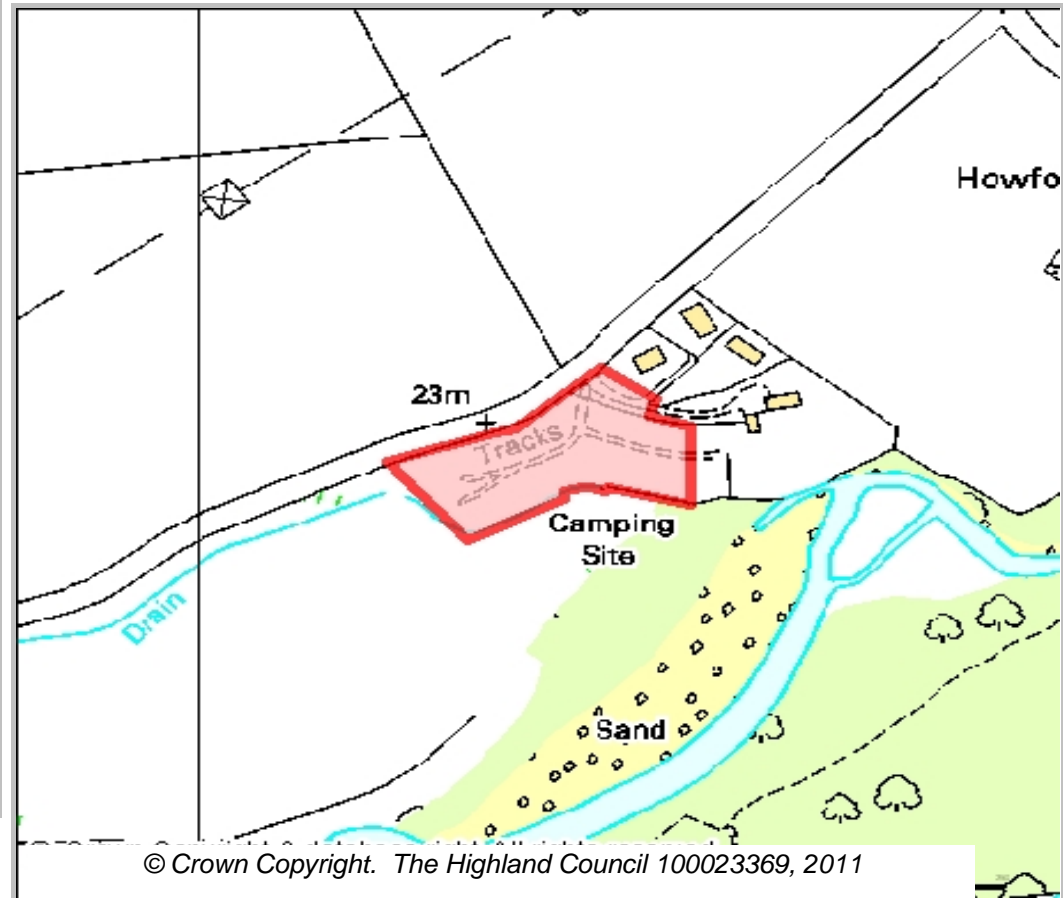 Howfo
23m
Tracks
Camping
Site
Drain
Sand
© Crown Copyright. The Highland Council 100023369, 2011